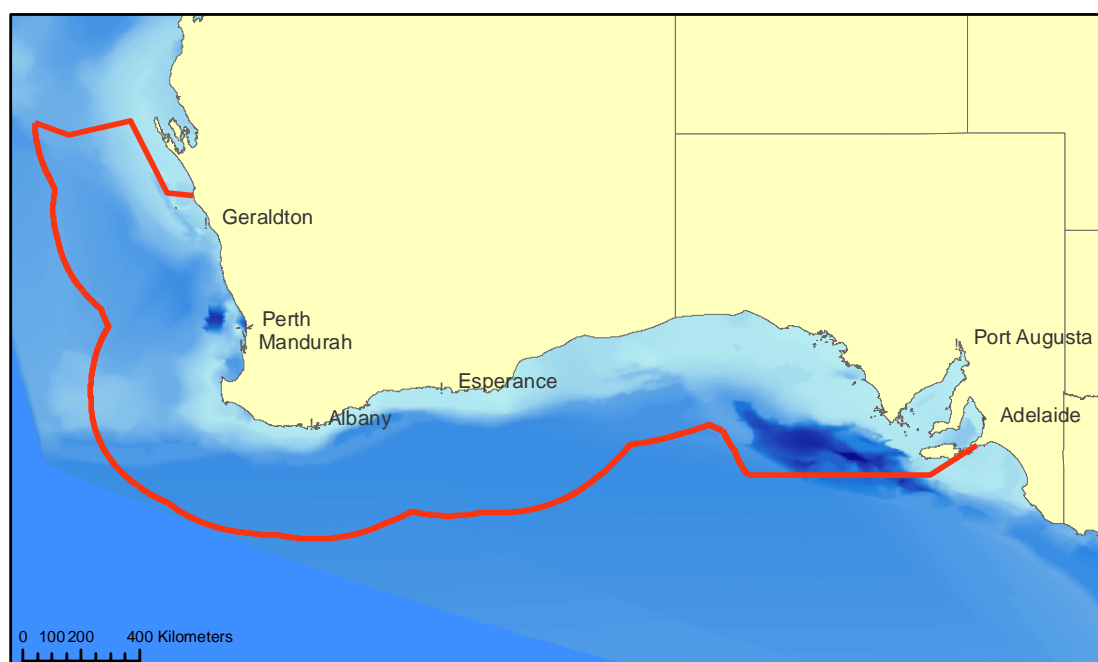 Geraldton
Perth
Mandurah
Port Augusta
Esperance
Adelaide
Albany
0 100 200 400 Kilometers